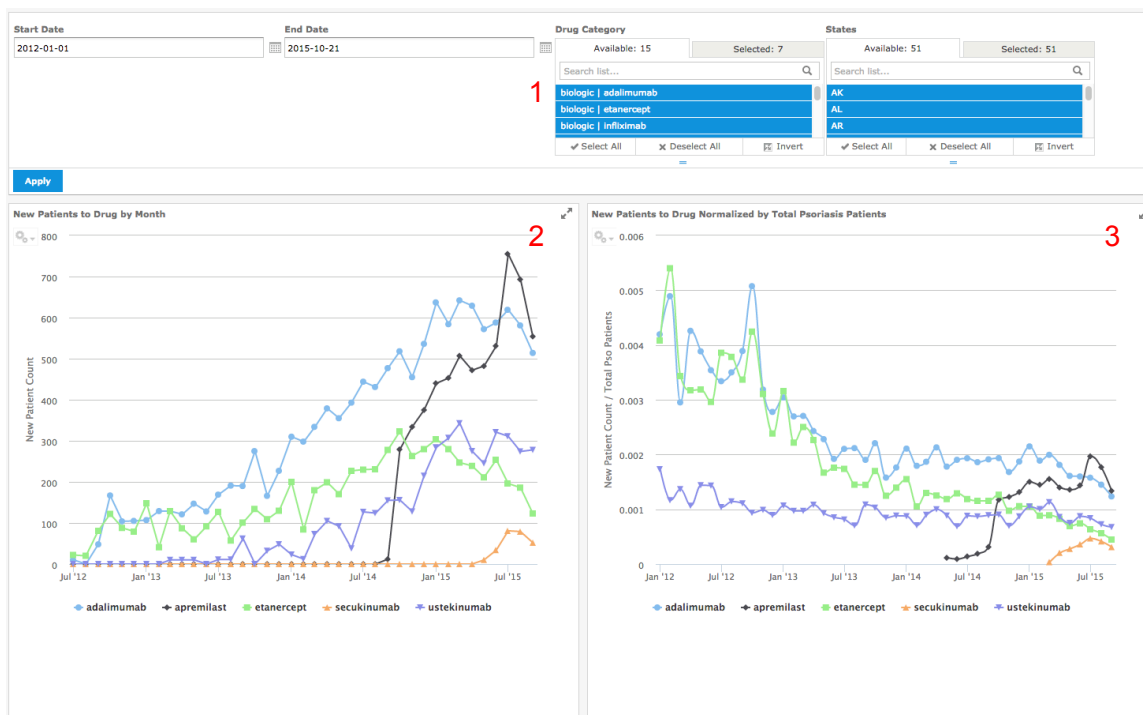 Start Date
End Date
Drug Category
States
2012-01-01
2015-10-21
Available: 15
Selected: 7
Available: 51
Selected: 51
Search list...
Search list...
1
biologic | adalimumab
biologic | etanercept
biologic | infliximab
AK
AL
AR
Select All
Deselect All
Invert
Select All
Deselect All
Invert
Apply
New Patients to Drug by Month
2
800
700
600
500
400
300
200
100
0
New Patient Count
Jul '12
Jan '13
Jul '13
Jan '14
Jul '14
Jan '15
Jul '15
adalimumab
apremilast
etanercept
secukinumab
ustekinumab
New Patients to Drug Normalized by Total Psoriasis Patients
3
0.006
0.005
0.004
0.003
0.002
0.001
0
New Patient Count / Total Pso Patients
Jan '12
Jul '12
Jan '13
Jul '13
Jan '14
Jul '14
Jan '15
Jul '15
adalimumab
apremilast
etanercept
secukinumab
ustekinumab